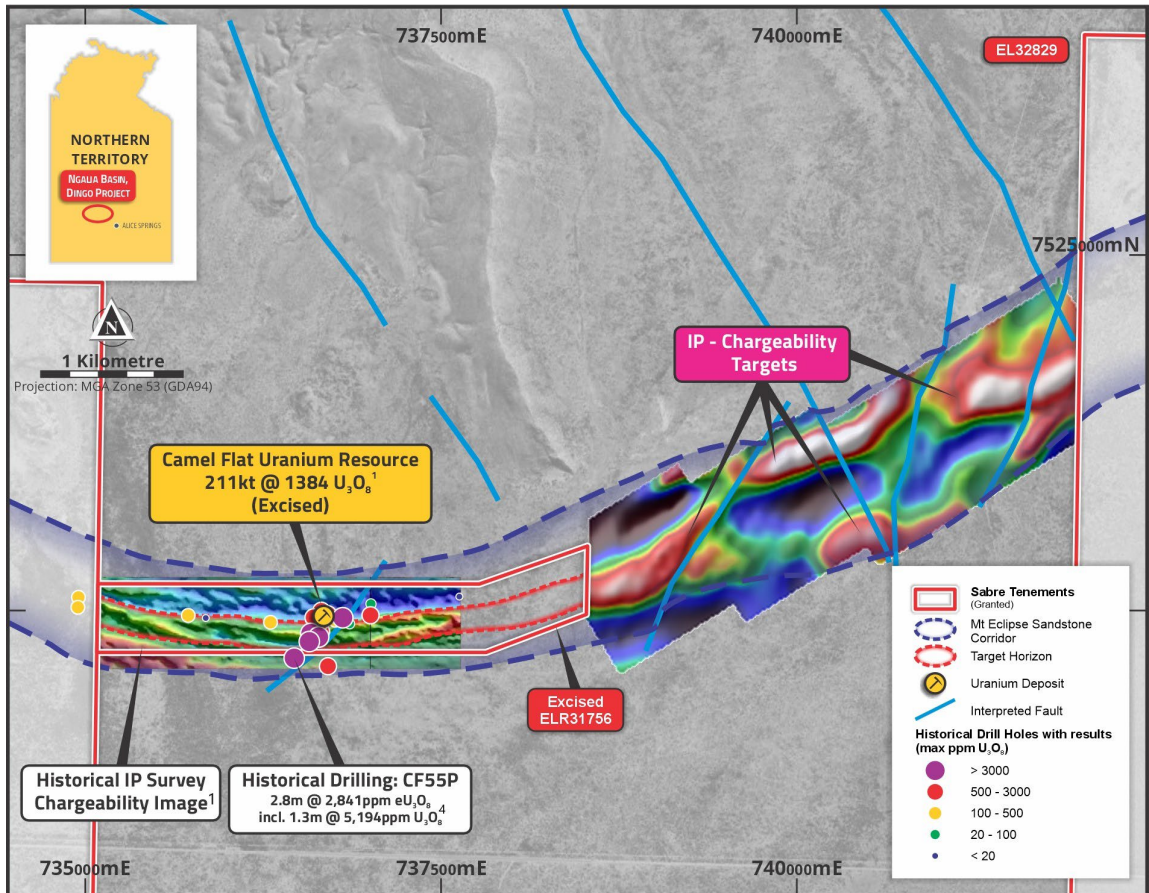 737500mE
740000mE
EL32829
NORTHERN
TERRITORY
NGALIA BASIN,
DINGO PROJECT
ALICE SPRINGS
7525000mN
N
1 Kilometre
Projection: MGA Zone 53 (GDA94)
IP - Chargeability
Targets
Camel Flat Uranium Resource
211kt @ 1384 U₃O₈¹
(Excised)
Excised
ELR31756
Historical IP Survey
Chargeability Image¹
Historical Drilling: CF55P
2.8m @ 2,841ppm eU₃O₈
incl. 1.3m @ 5,194ppm U₃O₈⁴
Sabre Tenements
(Granted)
Mt Eclipse Sandstone
Corridor
Target Horizon
Uranium Deposit
Interpreted Fault
Historical Drill Holes with results
(max ppm U₃O₈)
> 3000
500 - 3000
100 - 500
20 - 100
< 20
735000mE
737500mE
740000mE